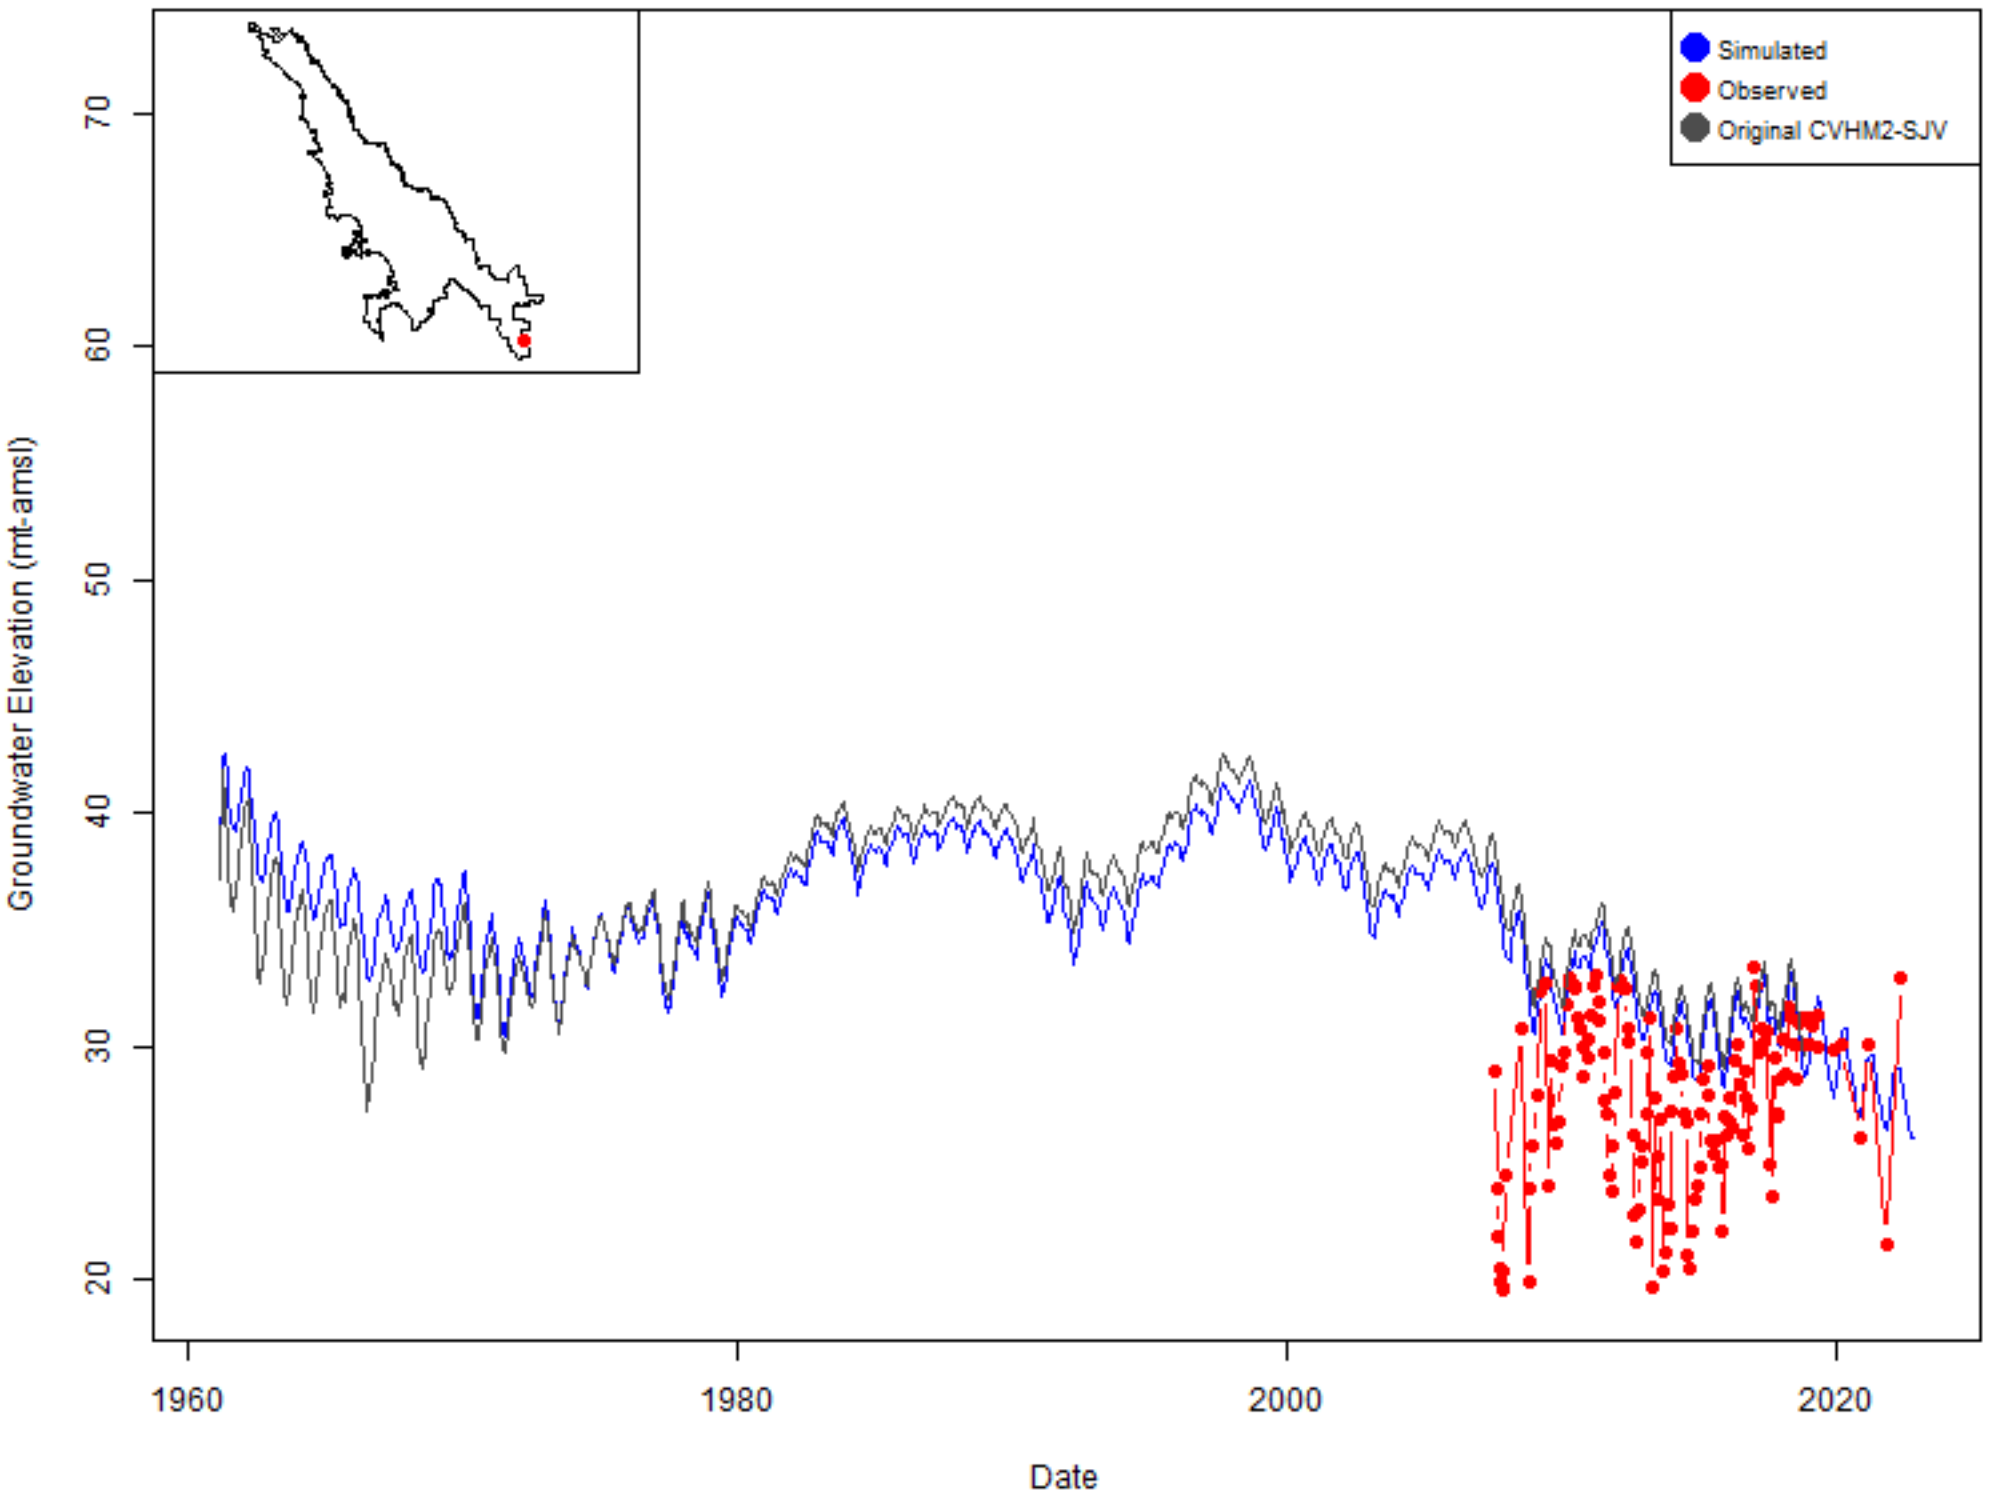 Simulated
Observed
Original CVHM2-SJV
70
60
50
40
30
20
Groundwater Elevation (mt-amsl)
1960 1980 2000 2020
Date